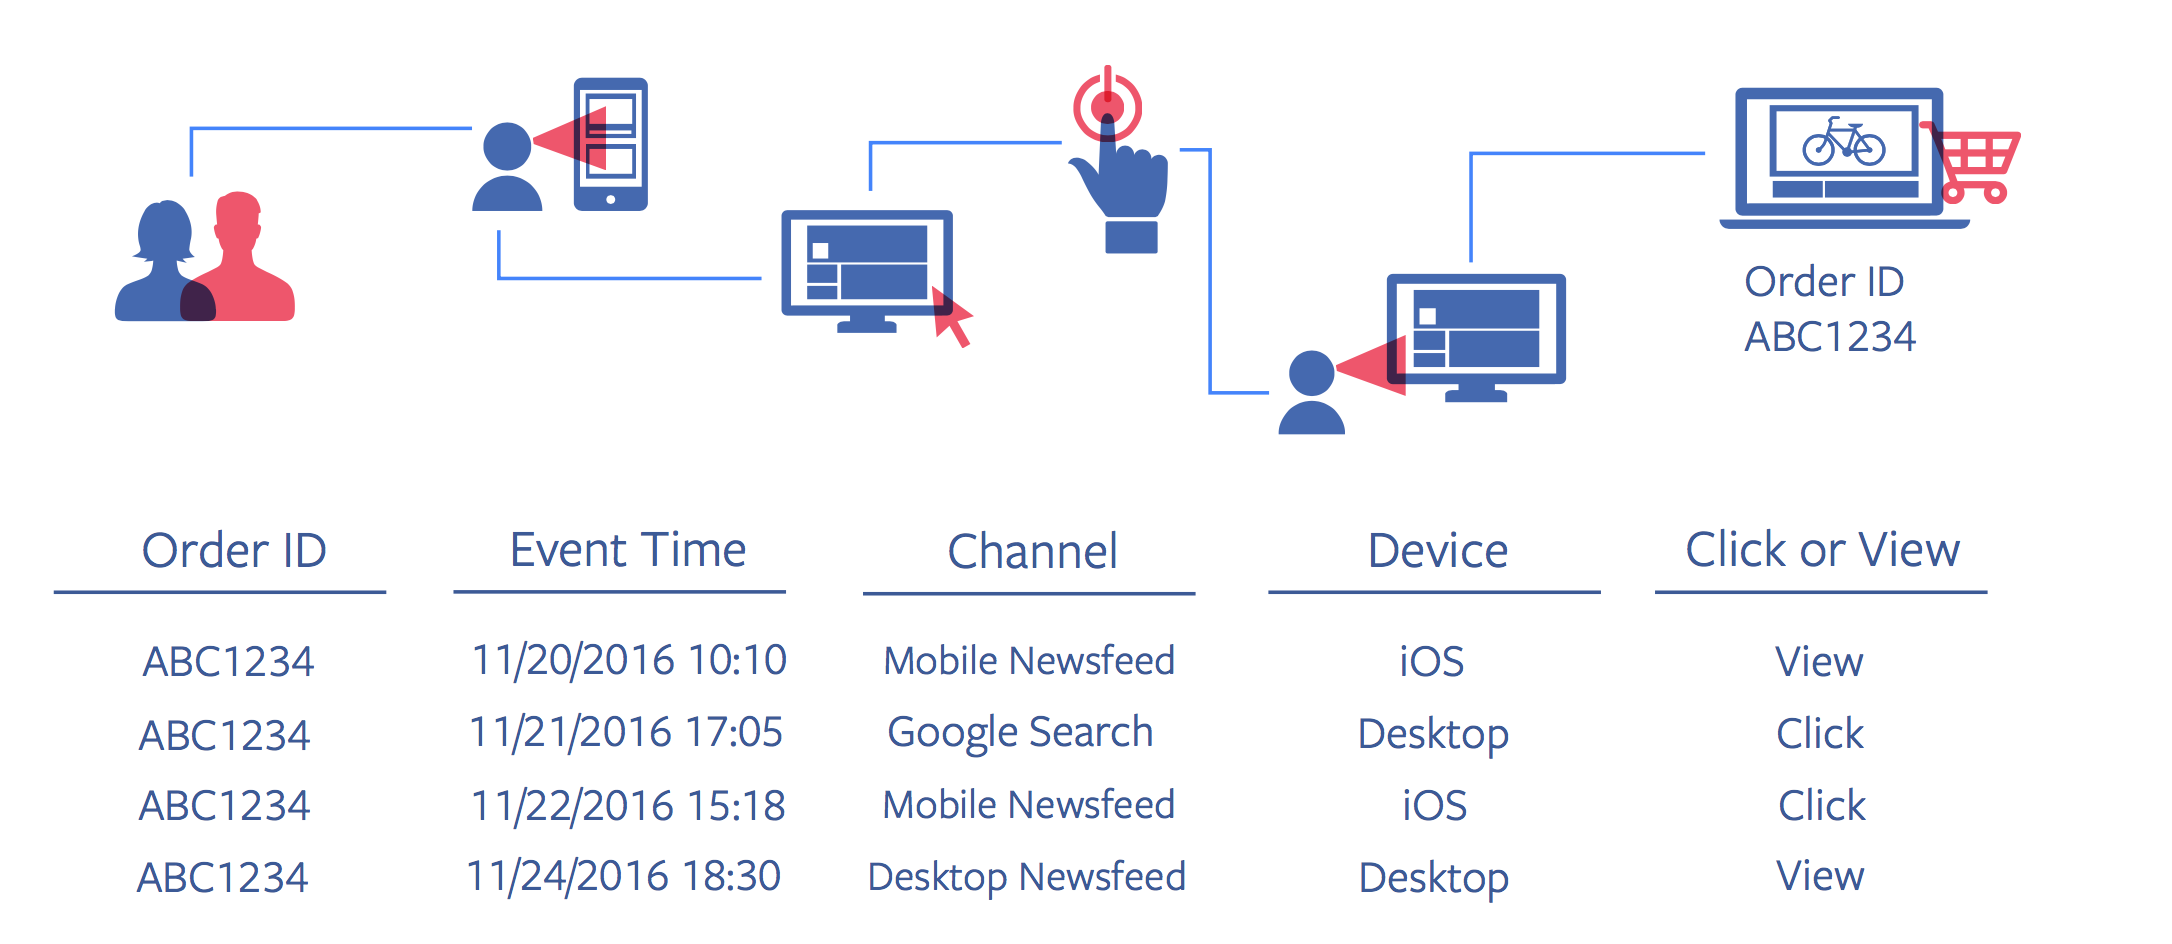 Order ID
ABC1234
Order ID Event Time Channel Device Click or View
ABC1234 11/20/2016 10:10 Mobile Newsfeed iOS View
ABC1234 11/21/2016 17:05 Google Search Desktop Click
ABC1234 11/22/2016 15:18 Mobile Newsfeed iOS Click
ABC1234 11/24/2016 18:30 Desktop Newsfeed Desktop View